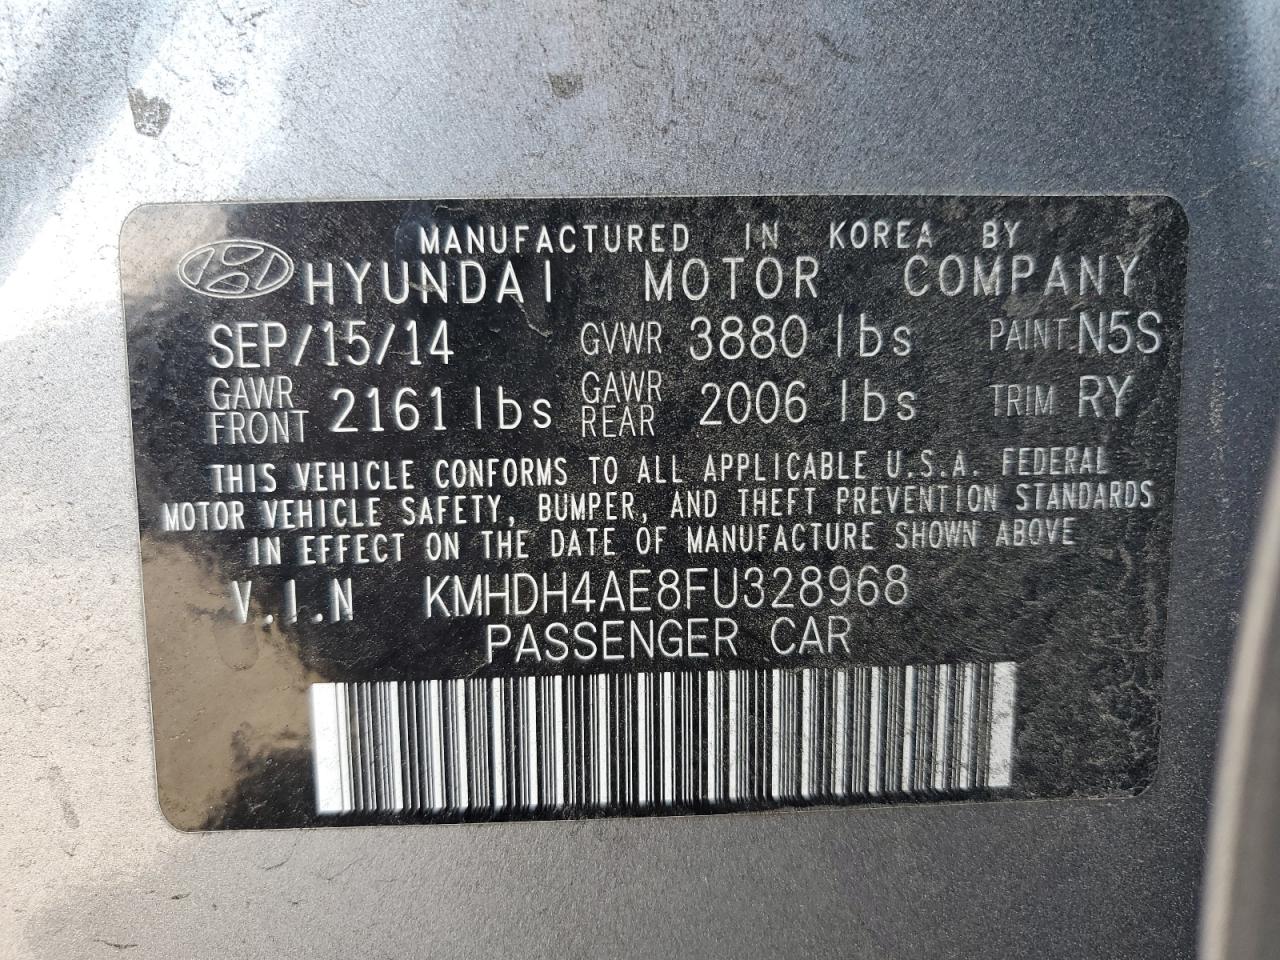 MANUFACTURED IN KOREA BY
HYUNDAI MOTOR COMPANY
SEP/15/14 GVWR 3880 lbs PAINT N5S
GAWR FRONT 2161 lbs GAWR REAR 2006 lbs TRIM RY
THIS VEHICLE CONFORMS TO ALL APPLICABLE U.S.A. FEDERAL
MOTOR VEHICLE SAFETY, BUMPER, AND THEFT PREVENTION STANDARDS
IN EFFECT ON THE DATE OF MANUFACTURE SHOWN ABOVE
V.I.N KMHDH4AE8FU328968
PASSENGER CAR